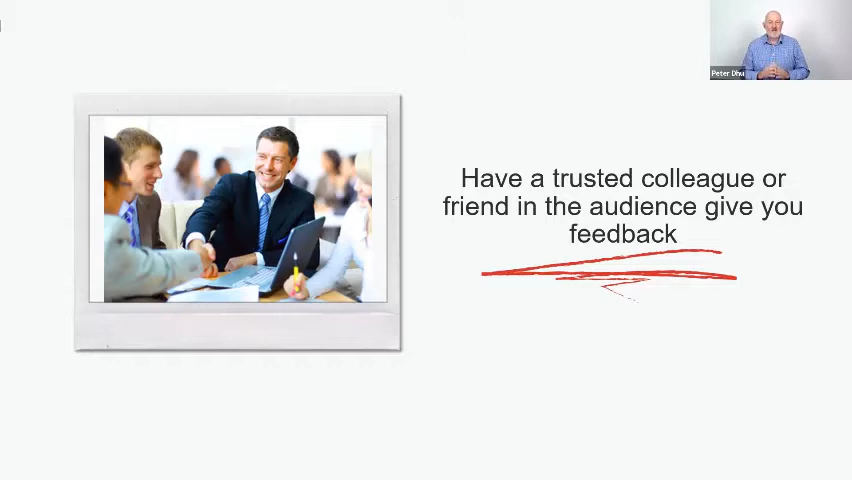 Peter Dhu
Have a trusted colleague or
friend in the audience give you
feedback